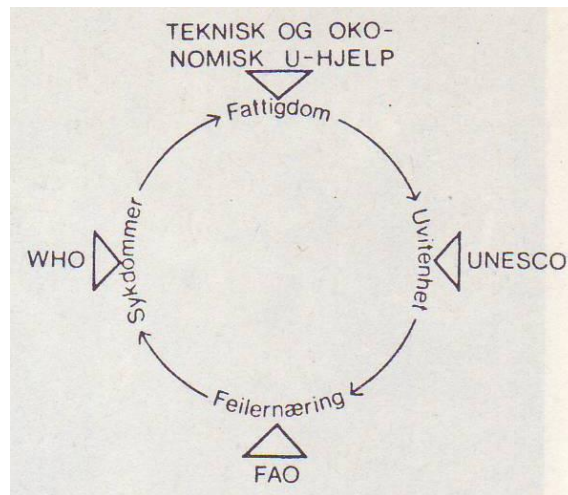 TEKNISK OG OKO-
NOMISK U-HJELP
Fattigdom
Uvitenhet
UNESCO
Feilernæring
FAO
Sykdommer
WHO